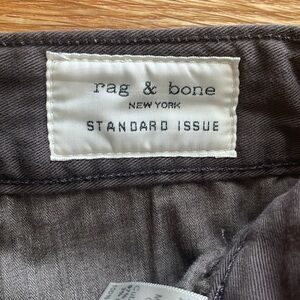 rag & bone
NEW YORK
STANDARD ISSUE